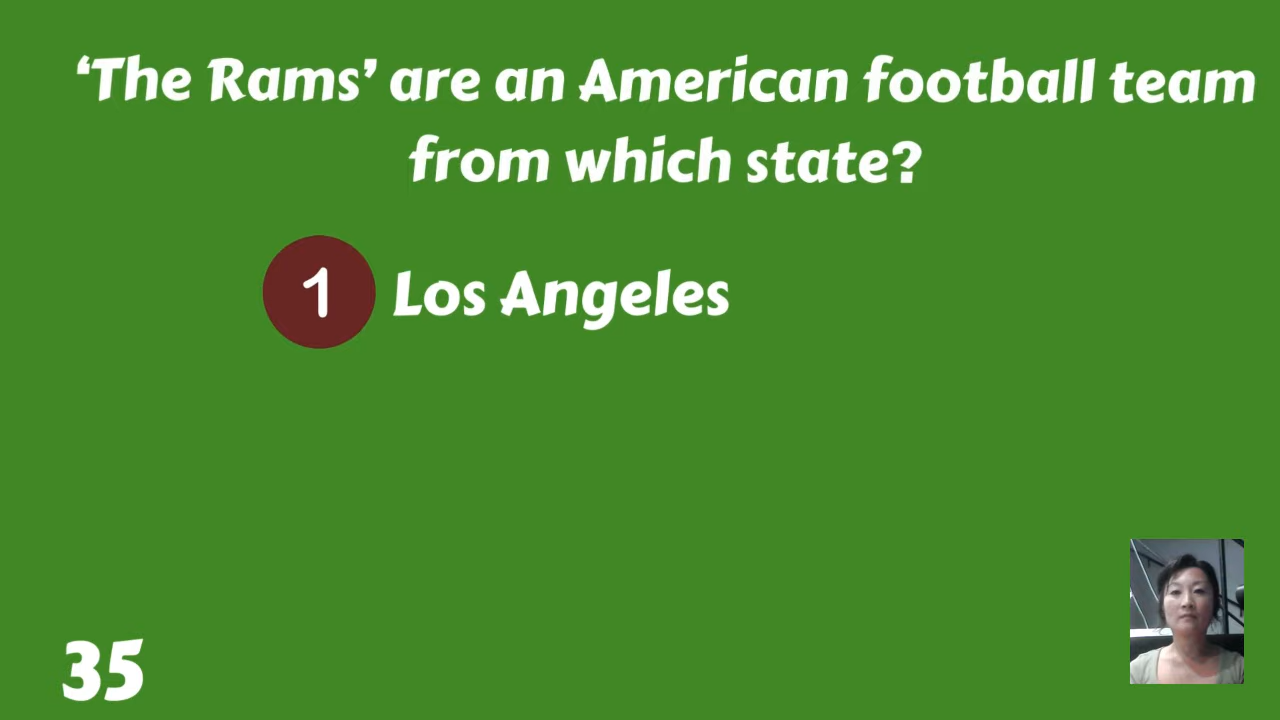 ‘The Rams’ are an American football team
from which state?
1 Los Angeles
35